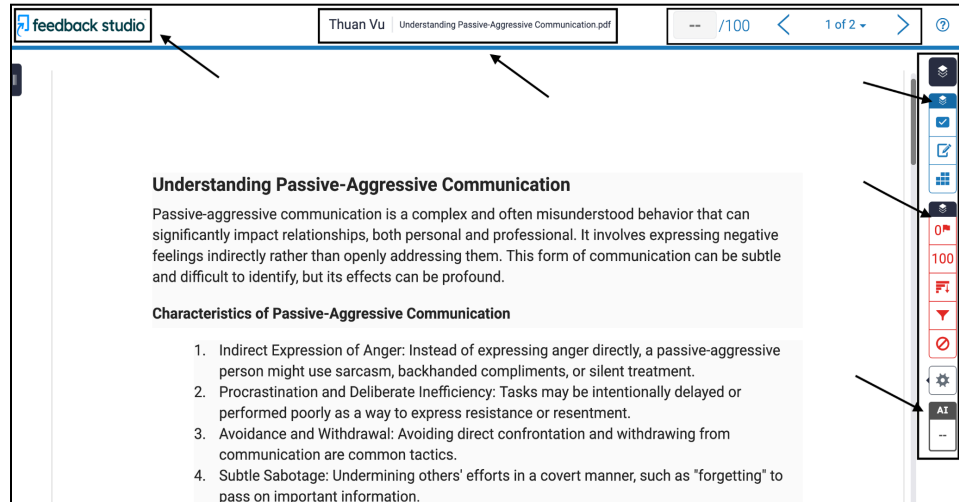 feedback studio
Thuan Vu Understanding Passive-Aggressive Communication.pdf
-- /100 1 of 2
Understanding Passive-Aggressive Communication
Passive-aggressive communication is a complex and often misunderstood behavior that can
significantly impact relationships, both personal and professional. It involves expressing negative
feelings indirectly rather than openly addressing them. This form of communication can be subtle
and difficult to identify, but its effects can be profound.
Characteristics of Passive-Aggressive Communication
1. Indirect Expression of Anger: Instead of expressing anger directly, a passive-aggressive
person might use sarcasm, backhanded compliments, or silent treatment.
2. Procrastination and Deliberate Inefficiency: Tasks may be intentionally delayed or
performed poorly as a way to express resistance or resentment.
3. Avoidance and Withdrawal: Avoiding direct confrontation and withdrawing from
communication are common tactics.
4. Subtle Sabotage: Undermining others' efforts in a covert manner, such as "forgetting" to
pass on important information.
0
100
AI
--